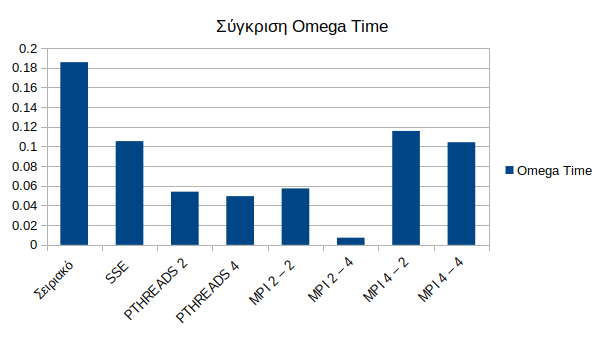 Σύγκριση Omega Time
0.2
0.18
0.16
0.14
0.12
0.1
0.08
0.06
0.04
0.02
0
Σειριακό
SSE
PTHREADS 2
PTHREADS 4
MPI 2 – 2
MPI 2 – 4
MPI 4 – 2
MPI 4 – 4
Omega Time